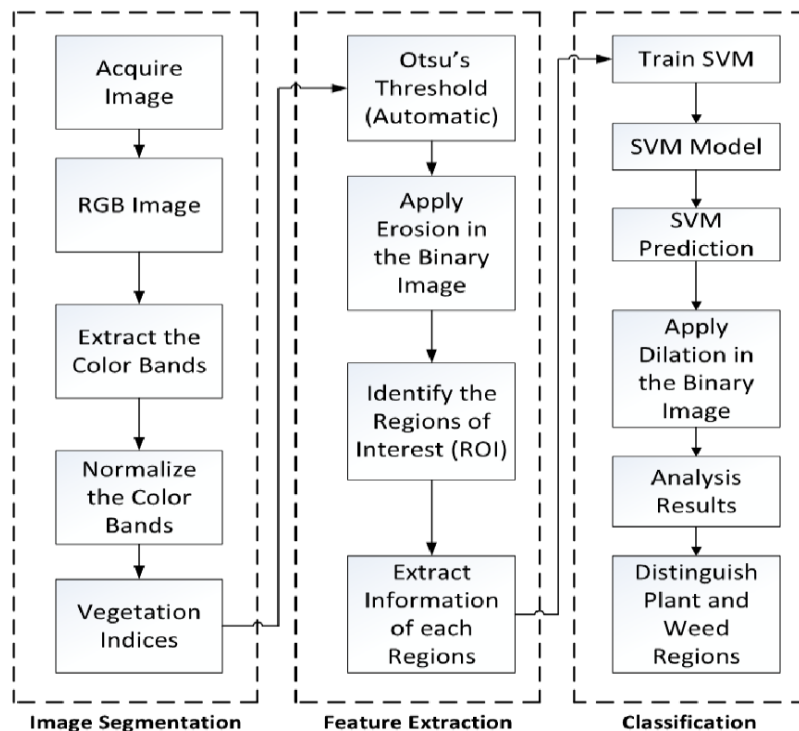 Acquire
Image
RGB Image
Extract the
Color Bands
Normalize
the Color
Bands
Vegetation
Indices
Image Segmentation
Otsu's
Threshold
(Automatic)
Apply
Erosion in
the Binary
Image
Identify the
Regions of
Interest (ROI)
Extract
Information
of each
Regions
Feature Extraction
Train SVM
SVM Model
SVM
Prediction
Apply
Dilation in
the Binary
Image
Analysis
Results
Distinguish
Plant and
Weed
Regions
Classification